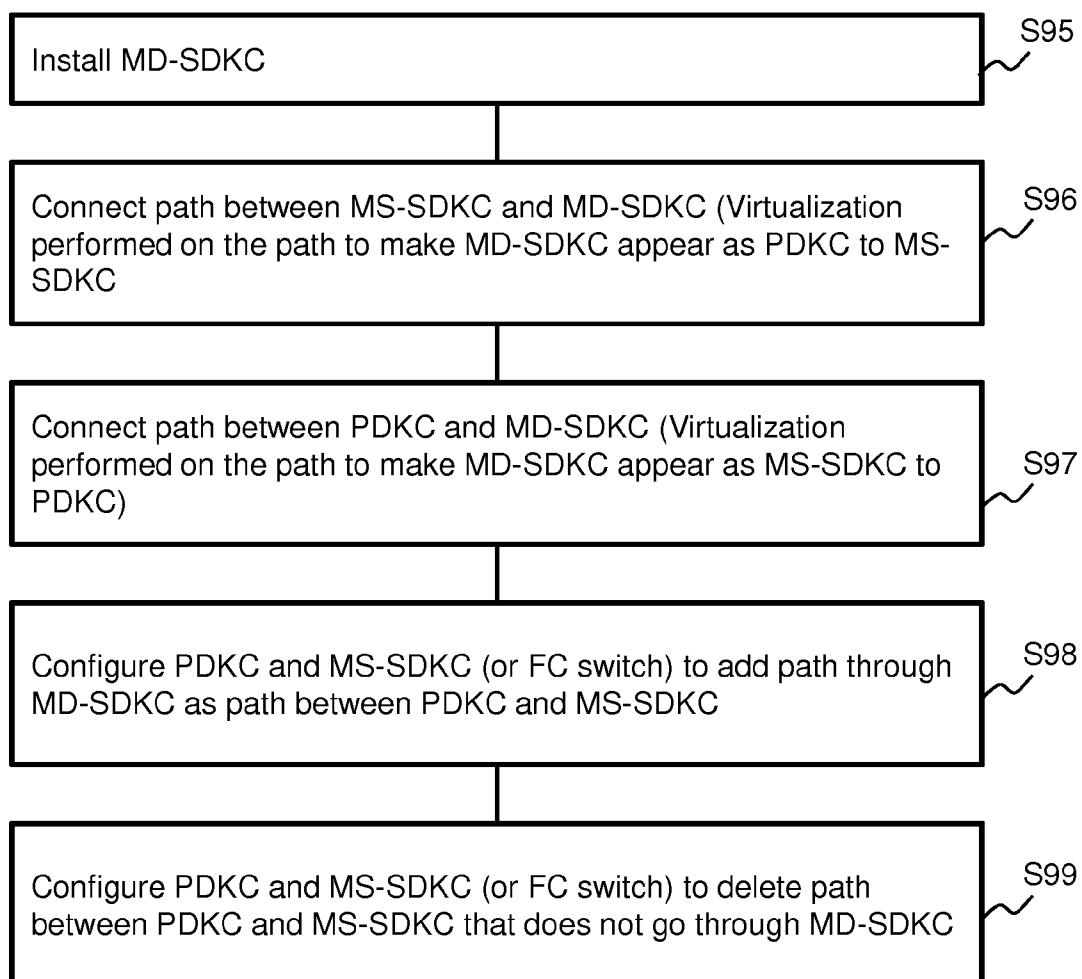 S95
Install MD-SDKC
S96
Connect path between MS-SDKC and MD-SDKC (Virtualization
performed on the path to make MD-SDKC appear as PDKC to MS-
SDKC
S97
Connect path between PDKC and MD-SDKC (Virtualization
performed on the path to make MD-SDKC appear as MS-SDKC to
PDKC)
S98
Configure PDKC and MS-SDKC (or FC switch) to add path through
MD-SDKC as path between PDKC and MS-SDKC
S99
Configure PDKC and MS-SDKC (or FC switch) to delete path
between PDKC and MS-SDKC that does not go through MD-SDKC